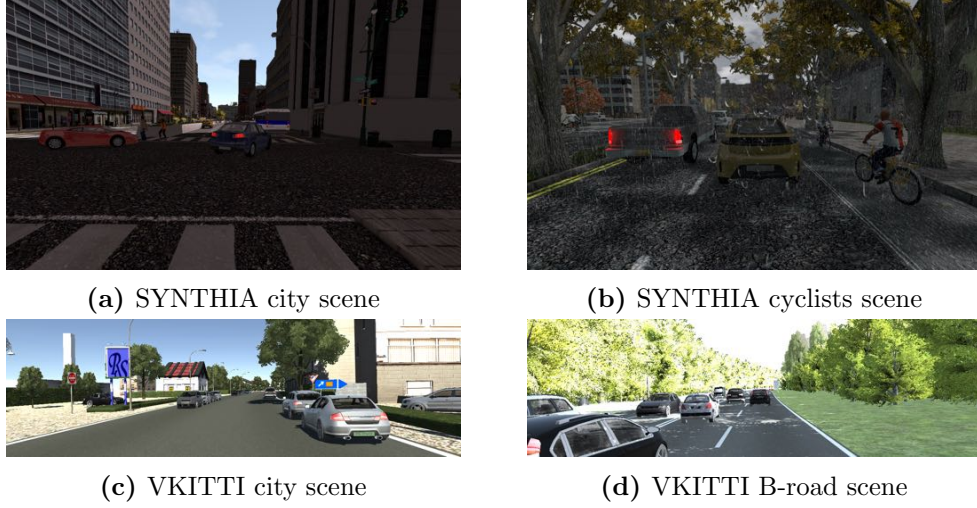 (a) SYNTHIA city scene
(b) SYNTHIA cyclists scene
(c) VKITTI city scene
(d) VKITTI B-road scene